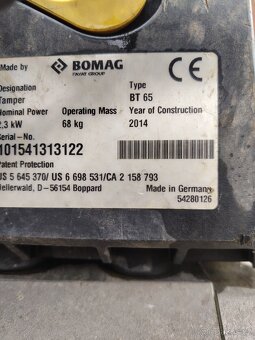 Made by BOMAG CE
FAYAT GROUP
Designation Type
Tamper BT 65
Nominal Power Operating Mass Year of Construction
2,3 kW 68 kg 2014
Serial - No.
101541313122
Patent Protection
US 5 645 370/ US 6 698 531/CA 2 158 793
Hellerwald, D-56154 Boppard Made in Germany
54280126